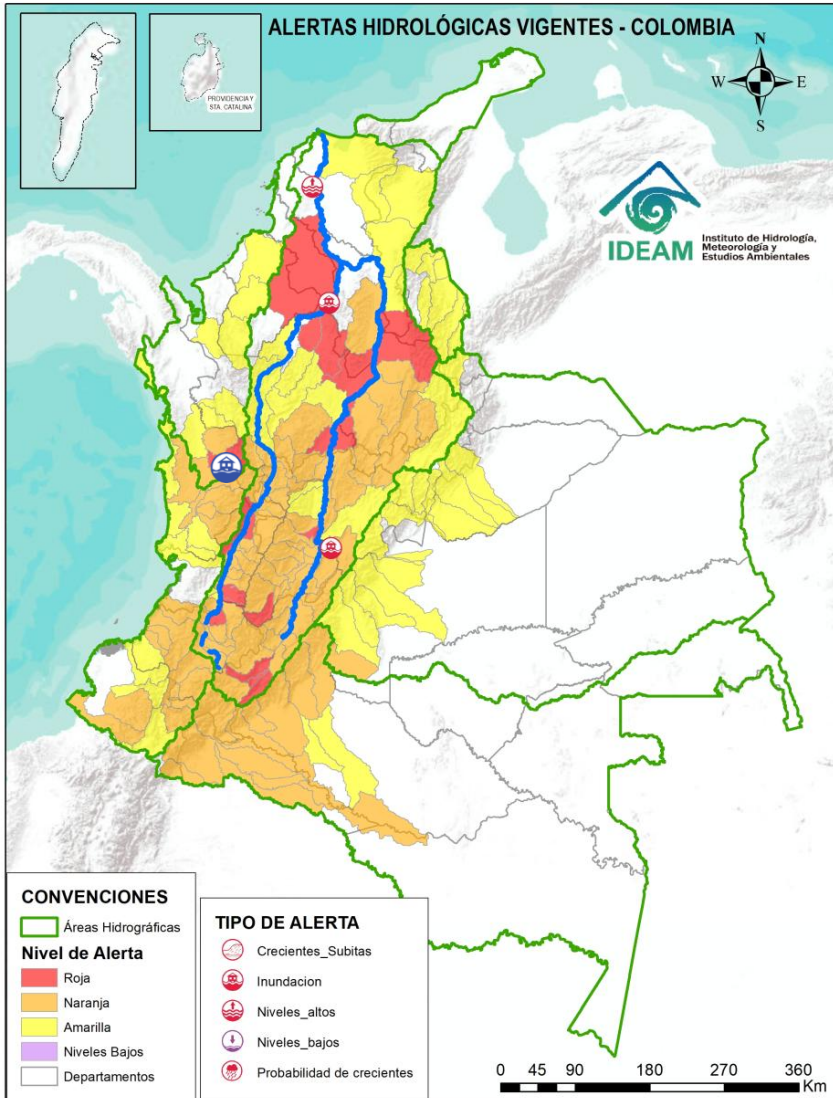 ALERTAS HIDROLÓGICAS VIGENTES - COLOMBIA
PROVIDENCIA Y
STA. CATALINA
N
W
E
S
IDEAM
Instituto de Hidrología,
Meteorología y
Estudios Ambientales
CONVENCIONES
Áreas Hidrográficas
Nivel de Alerta
Roja
Naranja
Amarilla
Niveles Bajos
Departamentos
TIPO DE ALERTA
Crecientes_Subitas
Inundacion
Niveles_altos
Niveles_bajos
Probabilidad de crecientes
0 45 90 180 270 360
Km